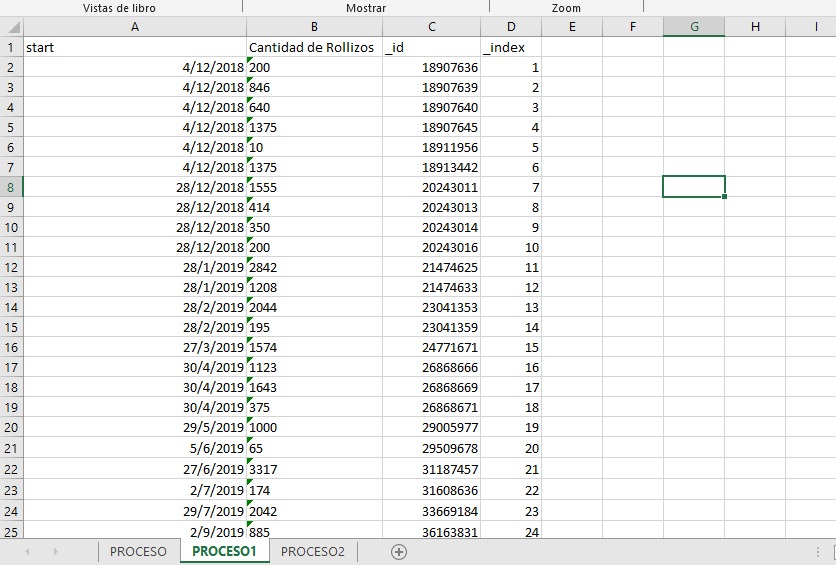 Vistas de libro Mostrar Zoom
A B C D E F G H I
1 start Cantidad de Rollizos _id _index
2 4/12/2018 200 18907636 1
3 4/12/2018 846 18907639 2
4 4/12/2018 640 18907640 3
5 4/12/2018 1375 18907645 4
6 4/12/2018 10 18911956 5
7 4/12/2018 1375 18913442 6
8 28/12/2018 1555 20243011 7
9 28/12/2018 414 20243013 8
10 28/12/2018 350 20243014 9
11 28/12/2018 200 20243016 10
12 28/1/2019 2842 21474625 11
13 28/1/2019 1208 21474633 12
14 28/2/2019 2044 23041353 13
15 28/2/2019 195 23041359 14
16 27/3/2019 1574 24771671 15
17 30/4/2019 1123 26868666 16
18 30/4/2019 1643 26868669 17
19 30/4/2019 375 26868671 18
20 29/5/2019 1000 29005977 19
21 5/6/2019 65 29509678 20
22 27/6/2019 3317 31187457 21
23 2/7/2019 174 31608636 22
24 29/7/2019 2042 33669184 23
25 2/9/2019 885 36163831 24
PROCESO PROCESO1 PROCESO2